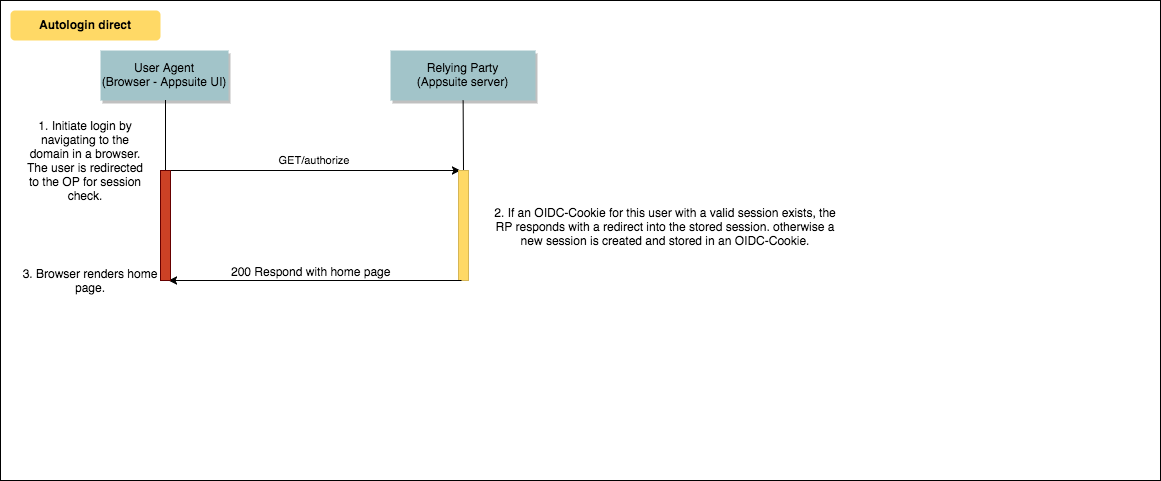 Autologin direct
User Agent
(Browser - Appsuite UI)
Relying Party
(Appsuite server)
1. Initiate login by
navigating to the
domain in a browser.
The user is redirected
to the OP for session
check.
GET/authorize
2. If an OIDC-Cookie for this user with a valid session exists, the
RP responds with a redirect into the stored session. otherwise a
new session is created and stored in an OIDC-Cookie.
200 Respond with home page
3. Browser renders home
page.